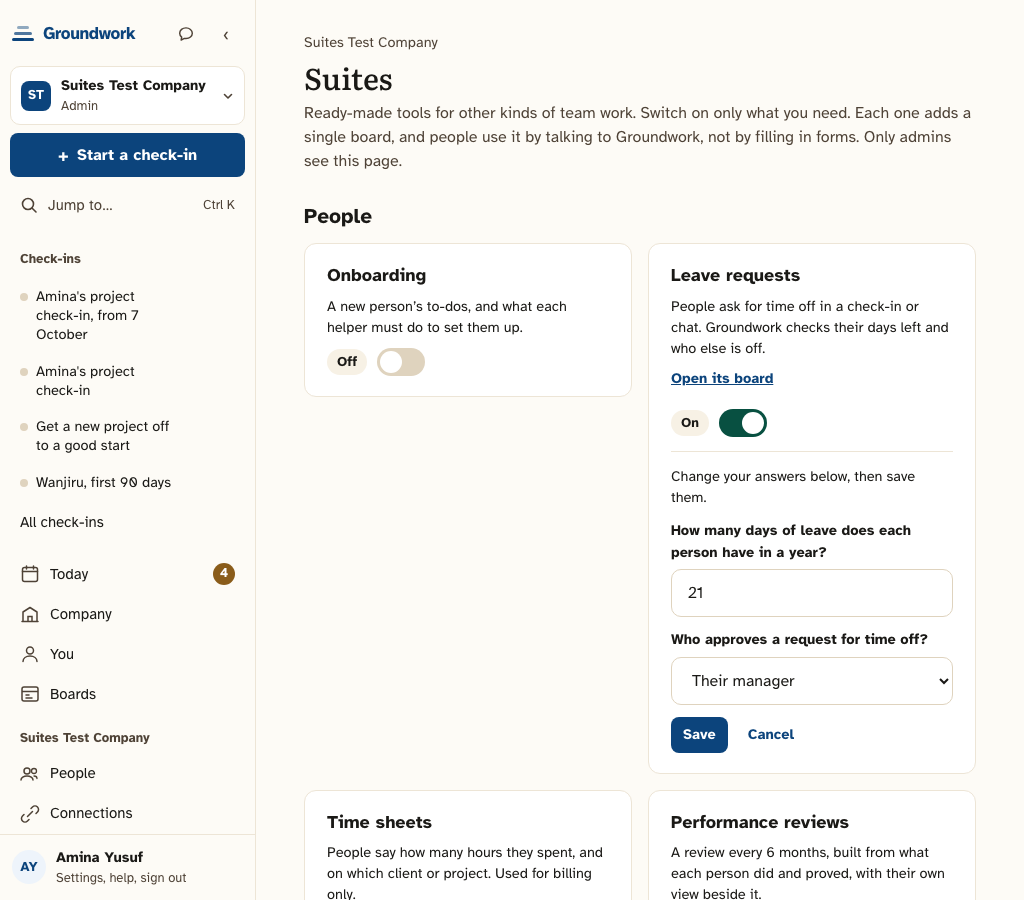 Groundwork
ST
Suites Test Company
Admin
+ Start a check-in
Jump to...
Ctrl K
Check-ins
Amina's project
check-in, from 7
October
Amina's project
check-in
Get a new project off
to a good start
Wanjiru, first 90 days
All check-ins
Today
4
Company
You
Boards
Suites Test Company
People
Connections
AY
Amina Yusuf
Settings, help, sign out
Suites Test Company
Suites
Ready-made tools for other kinds of team work. Switch on only what you need. Each one adds a
single board, and people use it by talking to Groundwork, not by filling in forms. Only admins
see this page.
People
Onboarding
A new person’s to-dos, and what each
helper must do to set them up.
Off
Leave requests
People ask for time off in a check-in or
chat. Groundwork checks their days left and
who else is off.
Open its board
On
Change your answers below, then save
them.
How many days of leave does each
person have in a year?
21
Who approves a request for time off?
Their manager
Save
Cancel
Time sheets
People say how many hours they spent, and
on which client or project. Used for billing
only.
Performance reviews
A review every 6 months, built from what
each person did and proved, with their own
view beside it.